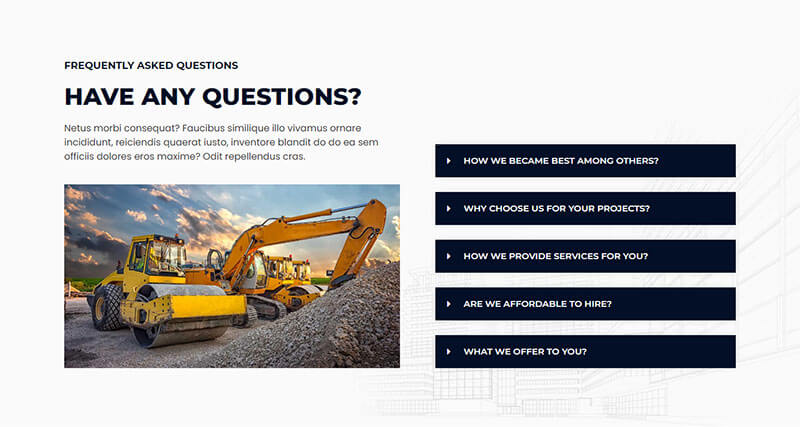 FREQUENTLY ASKED QUESTIONS
HAVE ANY QUESTIONS?
Netus morbi consequat? Faucibus similique illo vivamus ornare
incididunt, reiciendis quaerat iusto, inventore blandit do do ea sem
officiis dolores eros maxime? Odit repellendus cras.
HOW WE BECAME BEST AMONG OTHERS?
WHY CHOOSE US FOR YOUR PROJECTS?
HOW WE PROVIDE SERVICES FOR YOU?
ARE WE AFFORDABLE TO HIRE?
WHAT WE OFFER TO YOU?